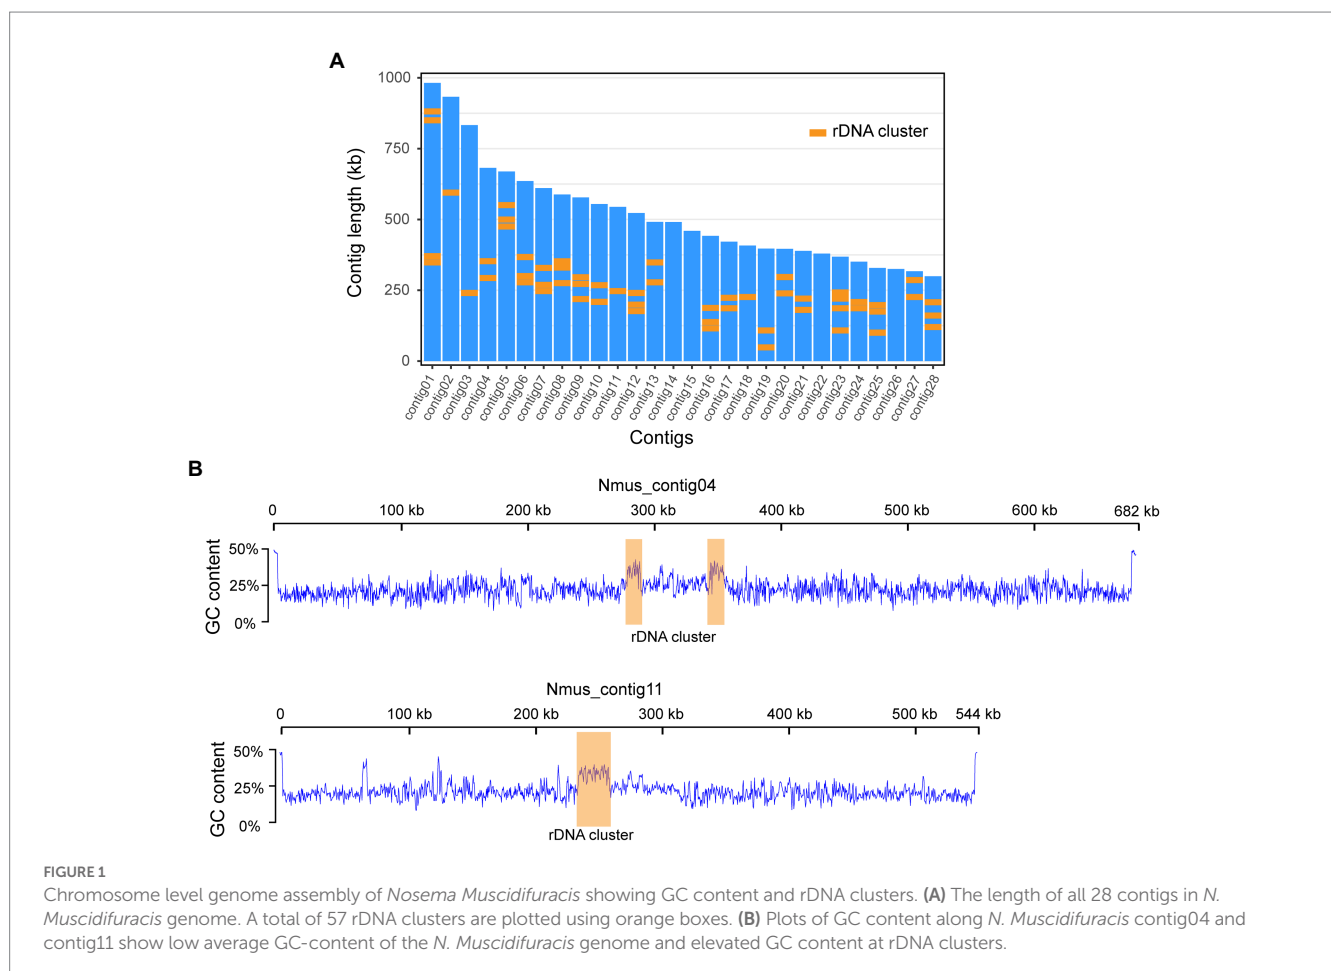 A
1000
750
500
250
0
Contig length (kb)
rDNA cluster
contig01
contig02
contig03
contig04
contig05
contig06
contig07
contig08
contig09
contig10
contig11
contig12
contig13
contig14
contig15
contig16
contig17
contig18
contig19
contig20
contig21
contig22
contig23
contig24
contig25
contig26
contig27
contig28
Contigs
B
Nmus_contig04
0 100 kb 200 kb 300 kb 400 kb 500 kb 600 kb 682 kb
GC content
50%
25%
0%
rDNA cluster
Nmus_contig11
0 100 kb 200 kb 300 kb 400 kb 500 kb 544 kb
GC content
50%
25%
0%
rDNA cluster
FIGURE 1
Chromosome level genome assembly of Nosema Muscidifuracis showing GC content and rDNA clusters. (A) The length of all 28 contigs in N.
Muscidifuracis genome. A total of 57 rDNA clusters are plotted using orange boxes. (B) Plots of GC content along N. Muscidifuracis contig04 and
contig11 show low average GC-content of the N. Muscidifuracis genome and elevated GC content at rDNA clusters.